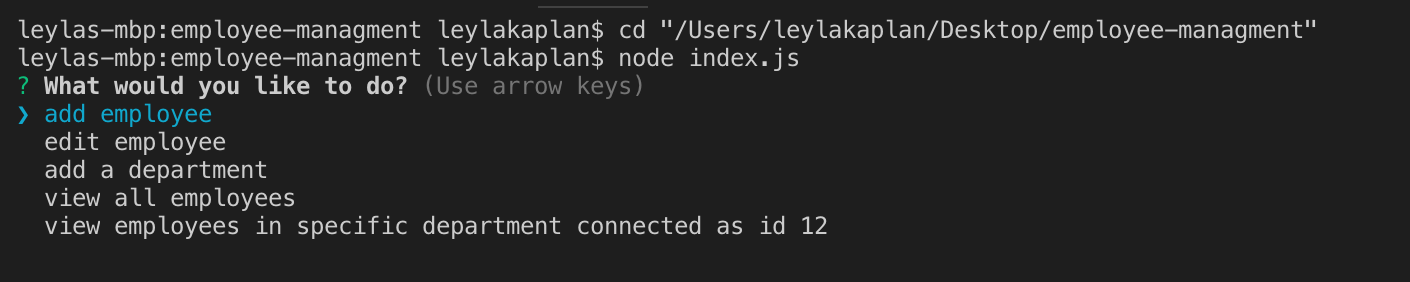 leylas-mbp:employee-managment leylakaplan$ cd "/Users/leylakaplan/Desktop/employee-managment"
leylas-mbp:employee-managment leylakaplan$ node index.js
? What would you like to do? (Use arrow keys)
❯ add employee
edit employee
add a department
view all employees
view employees in specific department connected as id 12